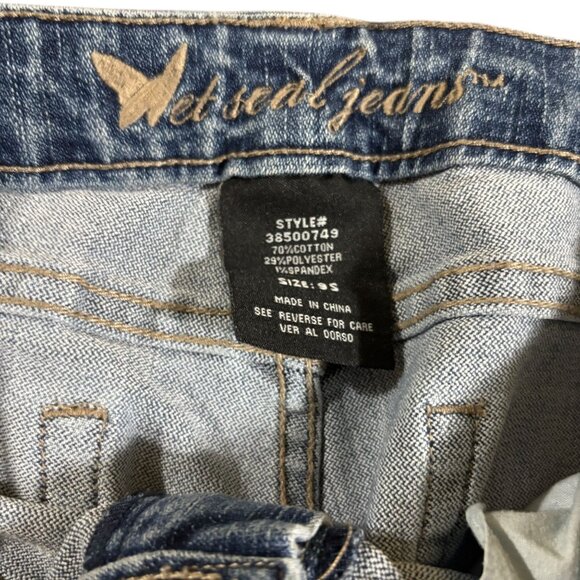 Wet seal jeans™
STYLE#
38500749
70%COTTON
29%POLYESTER
1%SPANDEX
SIZE:9S
MADE IN CHINA
SEE REVERSE FOR CARE
VER AL DORSO